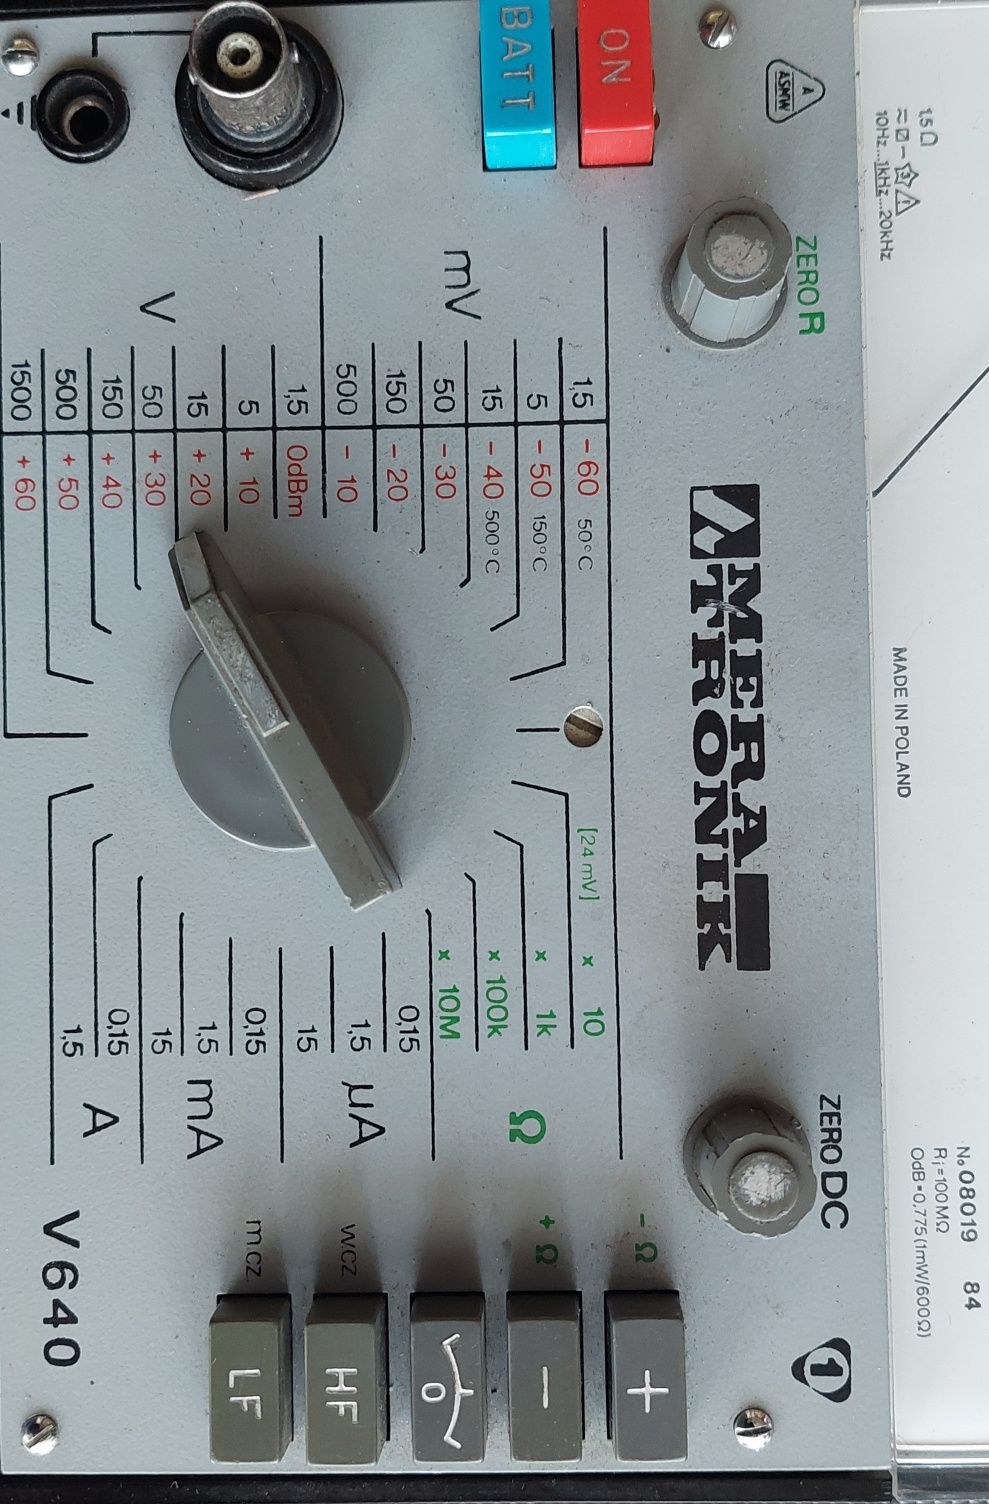 1,5
10Hz...1kHz...20kHz
MADE IN POLAND
No 08019 84
Ri=100MΩ
0dB=0,775(1mW/600Ω)
A
ASMW
ZERO R
MERA
TRONIK
ZERO DC
1
ON
BATT
mV
1,5 -60 50°C
5 -50 150°C
15 -40 500°C
50 -30
150 -20
500 -10
V
1,5 0dBm
5 +10
15 +20
50 +30
150 +40
500 +50
1500 +60
[24mV] x 10
x 1k
x 100k
x 10M
Ω
0,15
1,5
15
µA
0,15
1,5
15
mA
0,15
1,5
A
-Ω
+
+Ω
-
0
wcz
HF
m.cz.
LF
V640